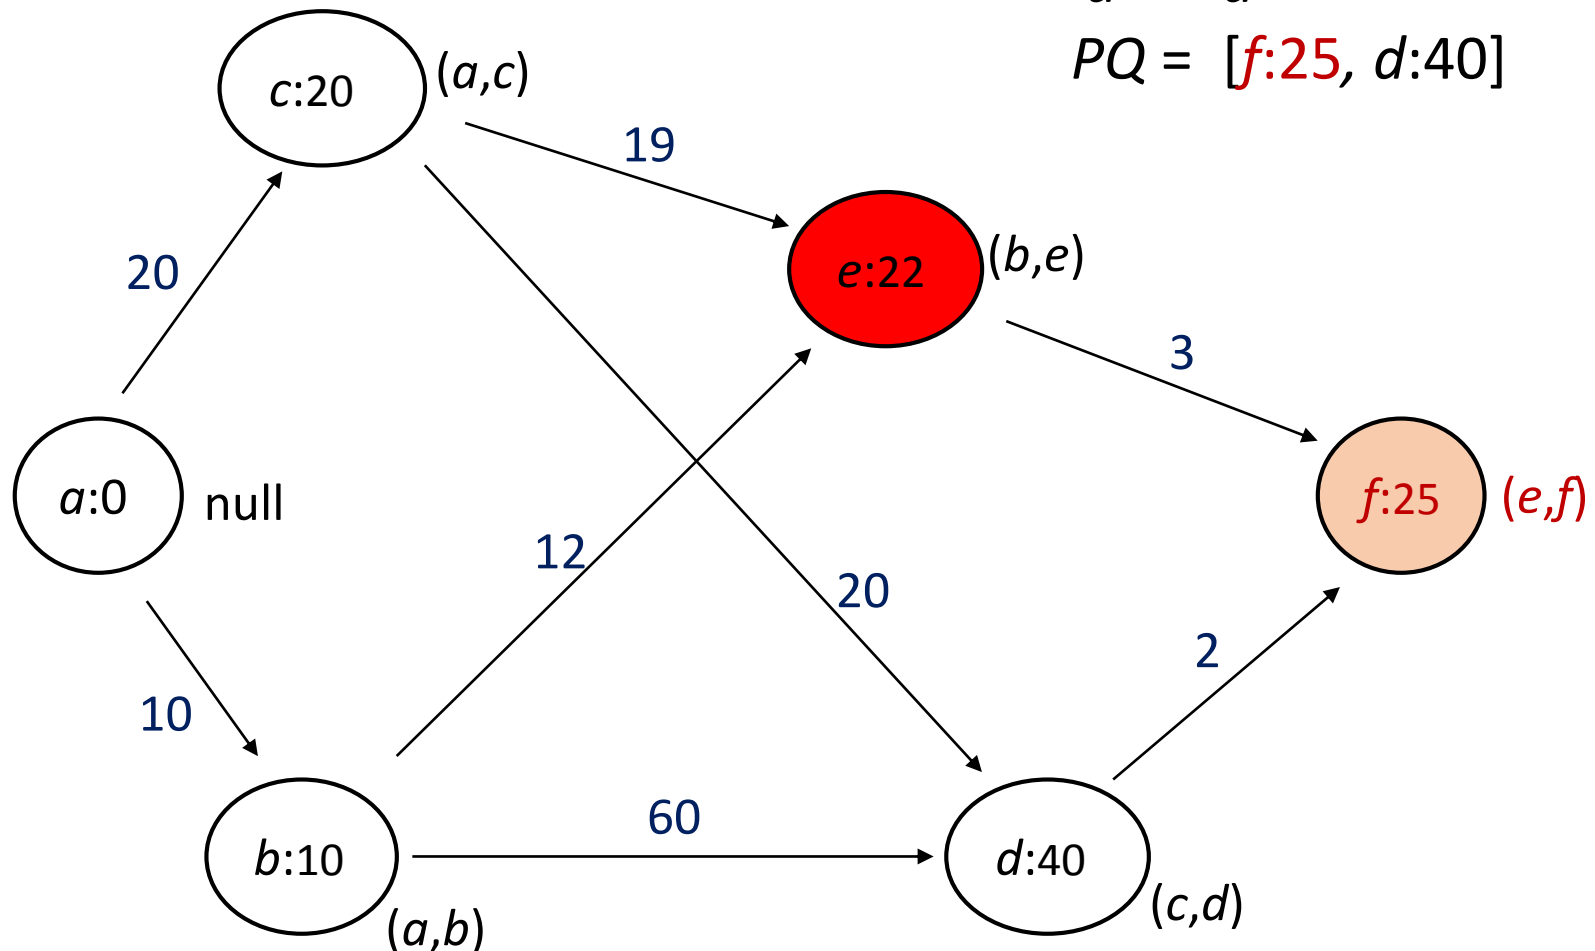 PQ = [f:25, d:40]
c:20
(a,c)
19
20
e:22
(b,e)
3
a:0
null
f:25
(e,f)
12
20
2
10
60
b:10
(a,b)
d:40
(c,d)